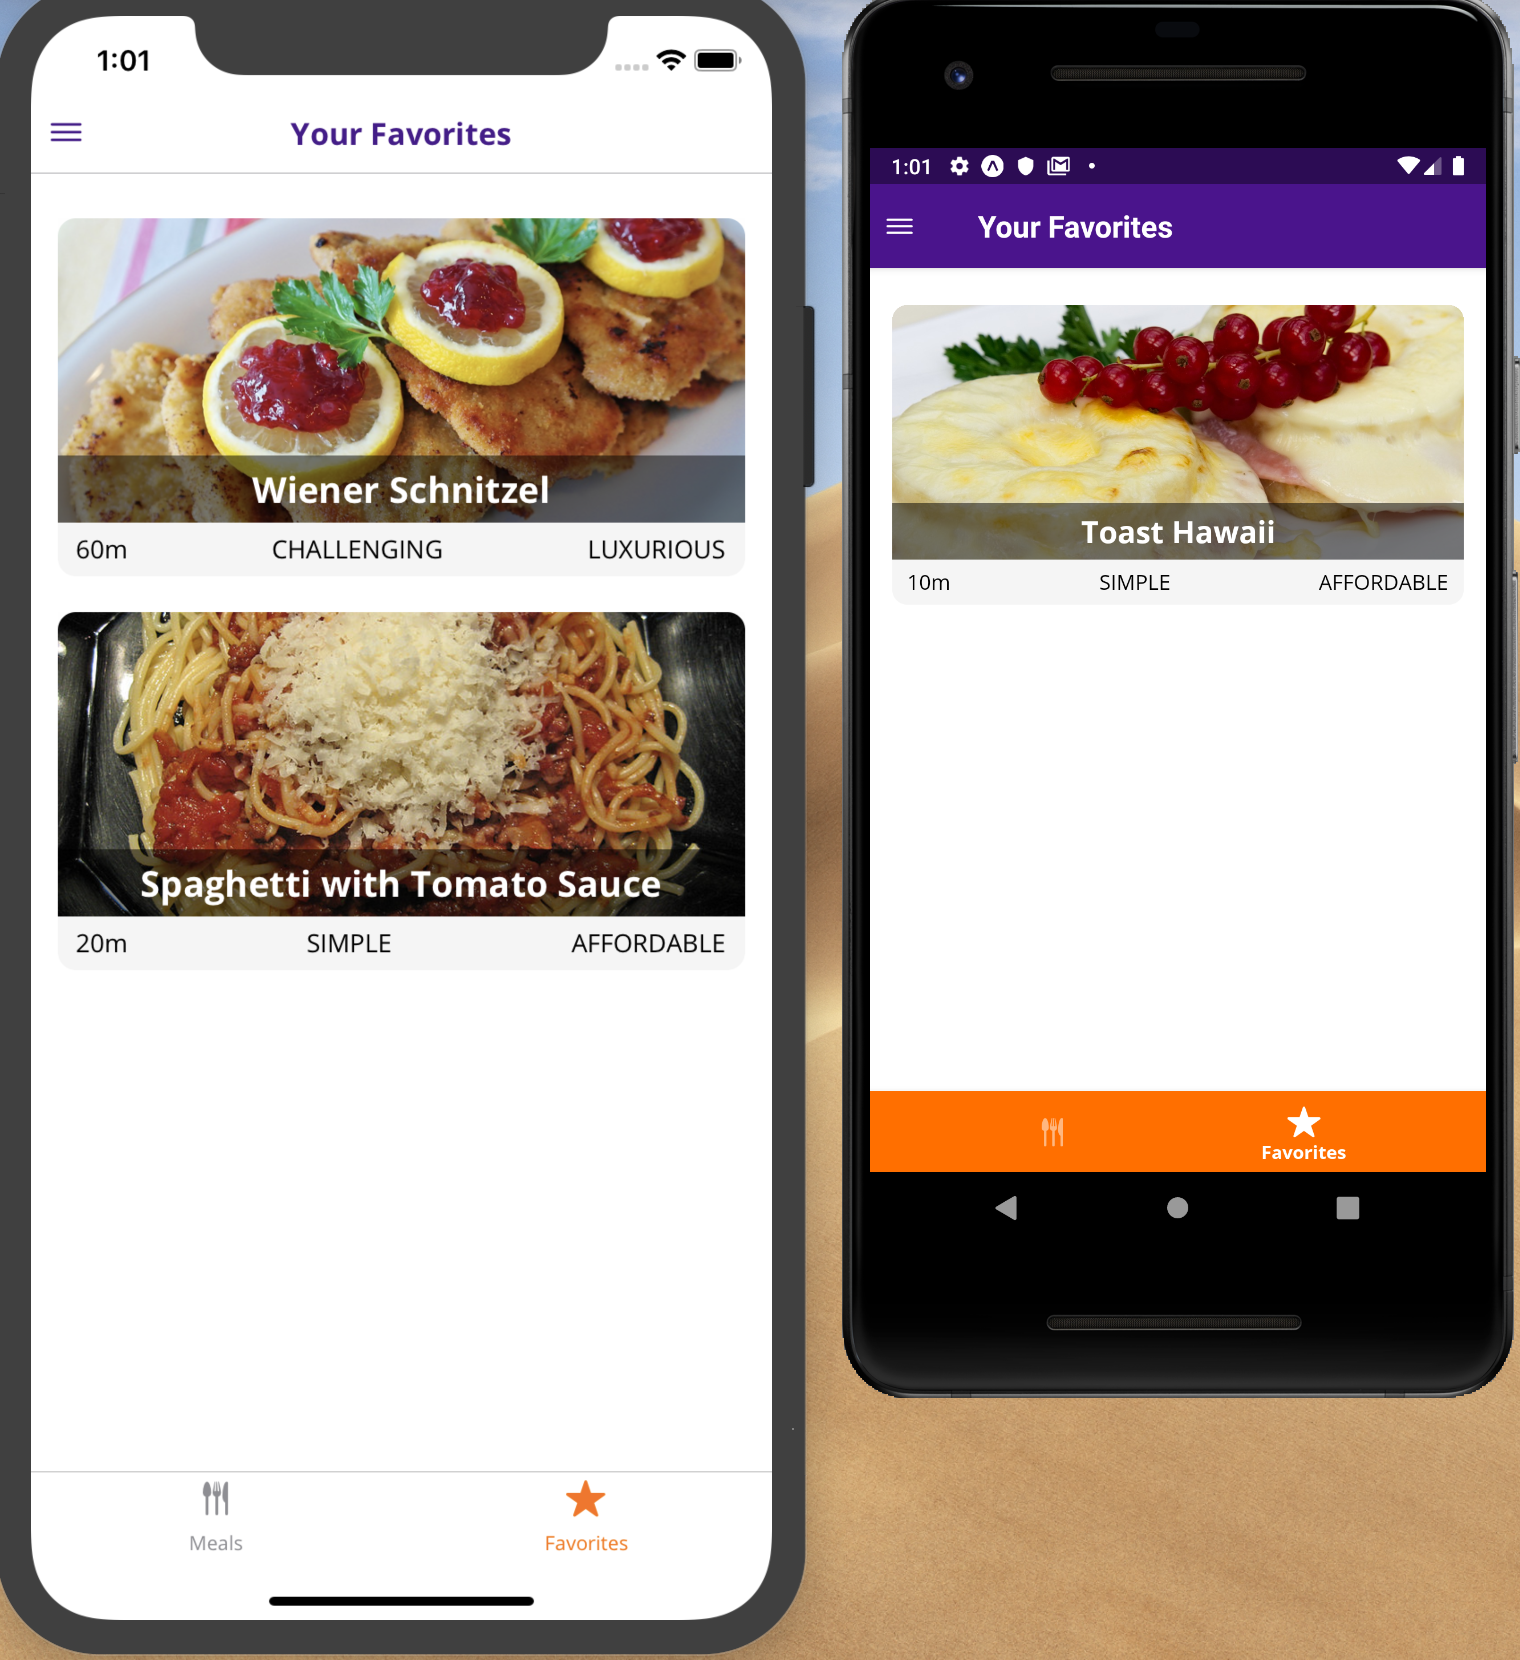 1:01
Your Favorites
Wiener Schnitzel
60m CHALLENGING LUXURIOUS
Spaghetti with Tomato Sauce
20m SIMPLE AFFORDABLE
Meals Favorites
1:01
Your Favorites
Toast Hawaii
10m SIMPLE AFFORDABLE
Favorites